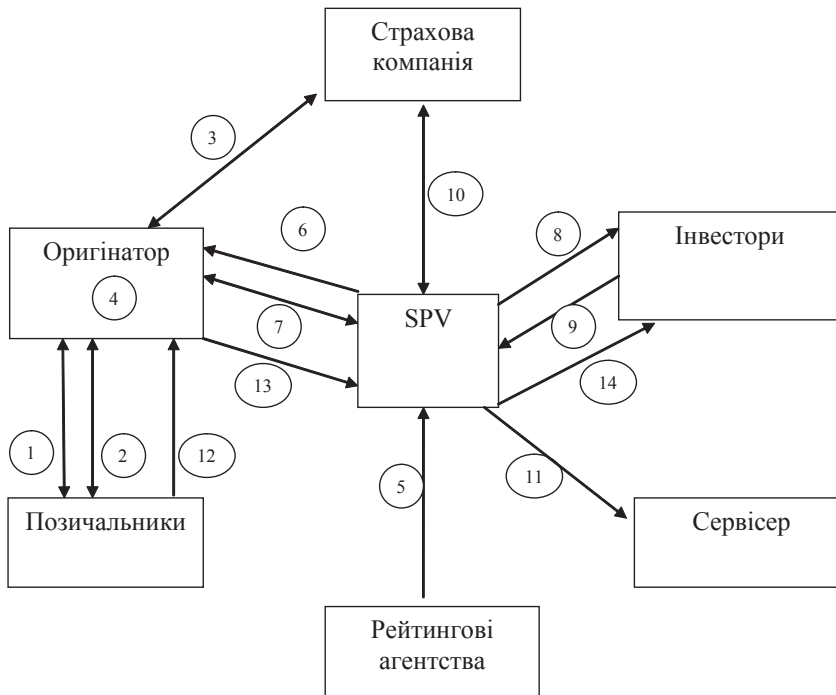 Страхова
компанія
3
10
6
8
Оригінатор
Інвестори
4
SPV
7
9
13
14
1
2
12
5
11
Позичальники
Сервісер
Рейтингові
агентства